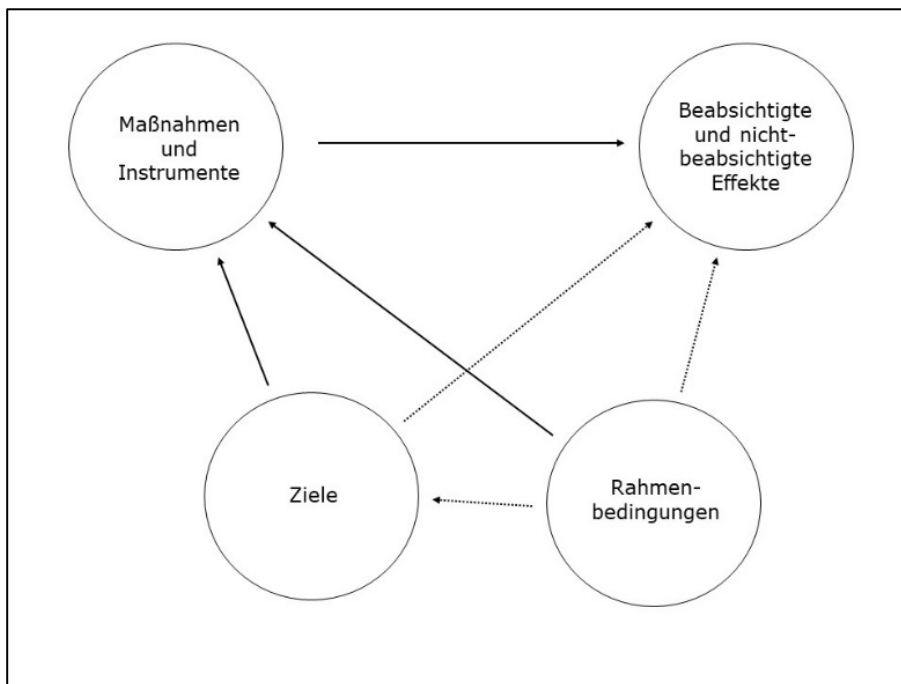 Maßnahmen
und
Instrumente
Beabsichtigte
und nicht-
beabsichtigte
Effekte
Ziele
Rahmen-
bedingungen